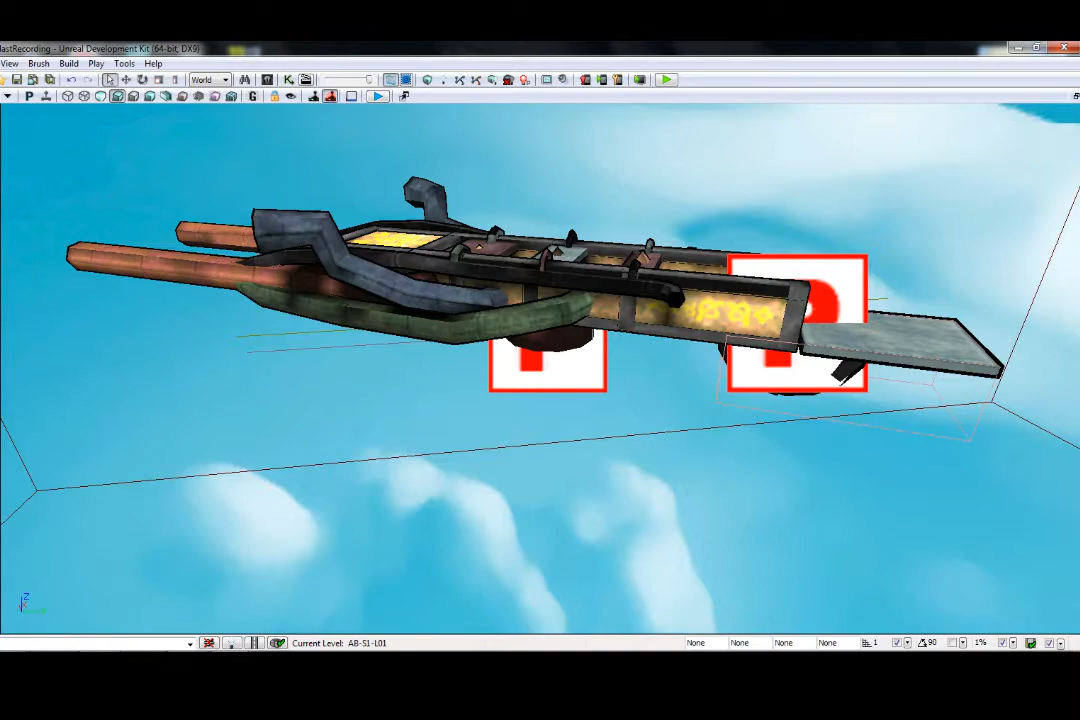 lastRecording - Unreal Development Kit (64-bit, DX9)
View Brush Build Play Tools Help
World
P G
P
P
Z
Current Level: AB-S1-L01 None None None None 1 90 1%